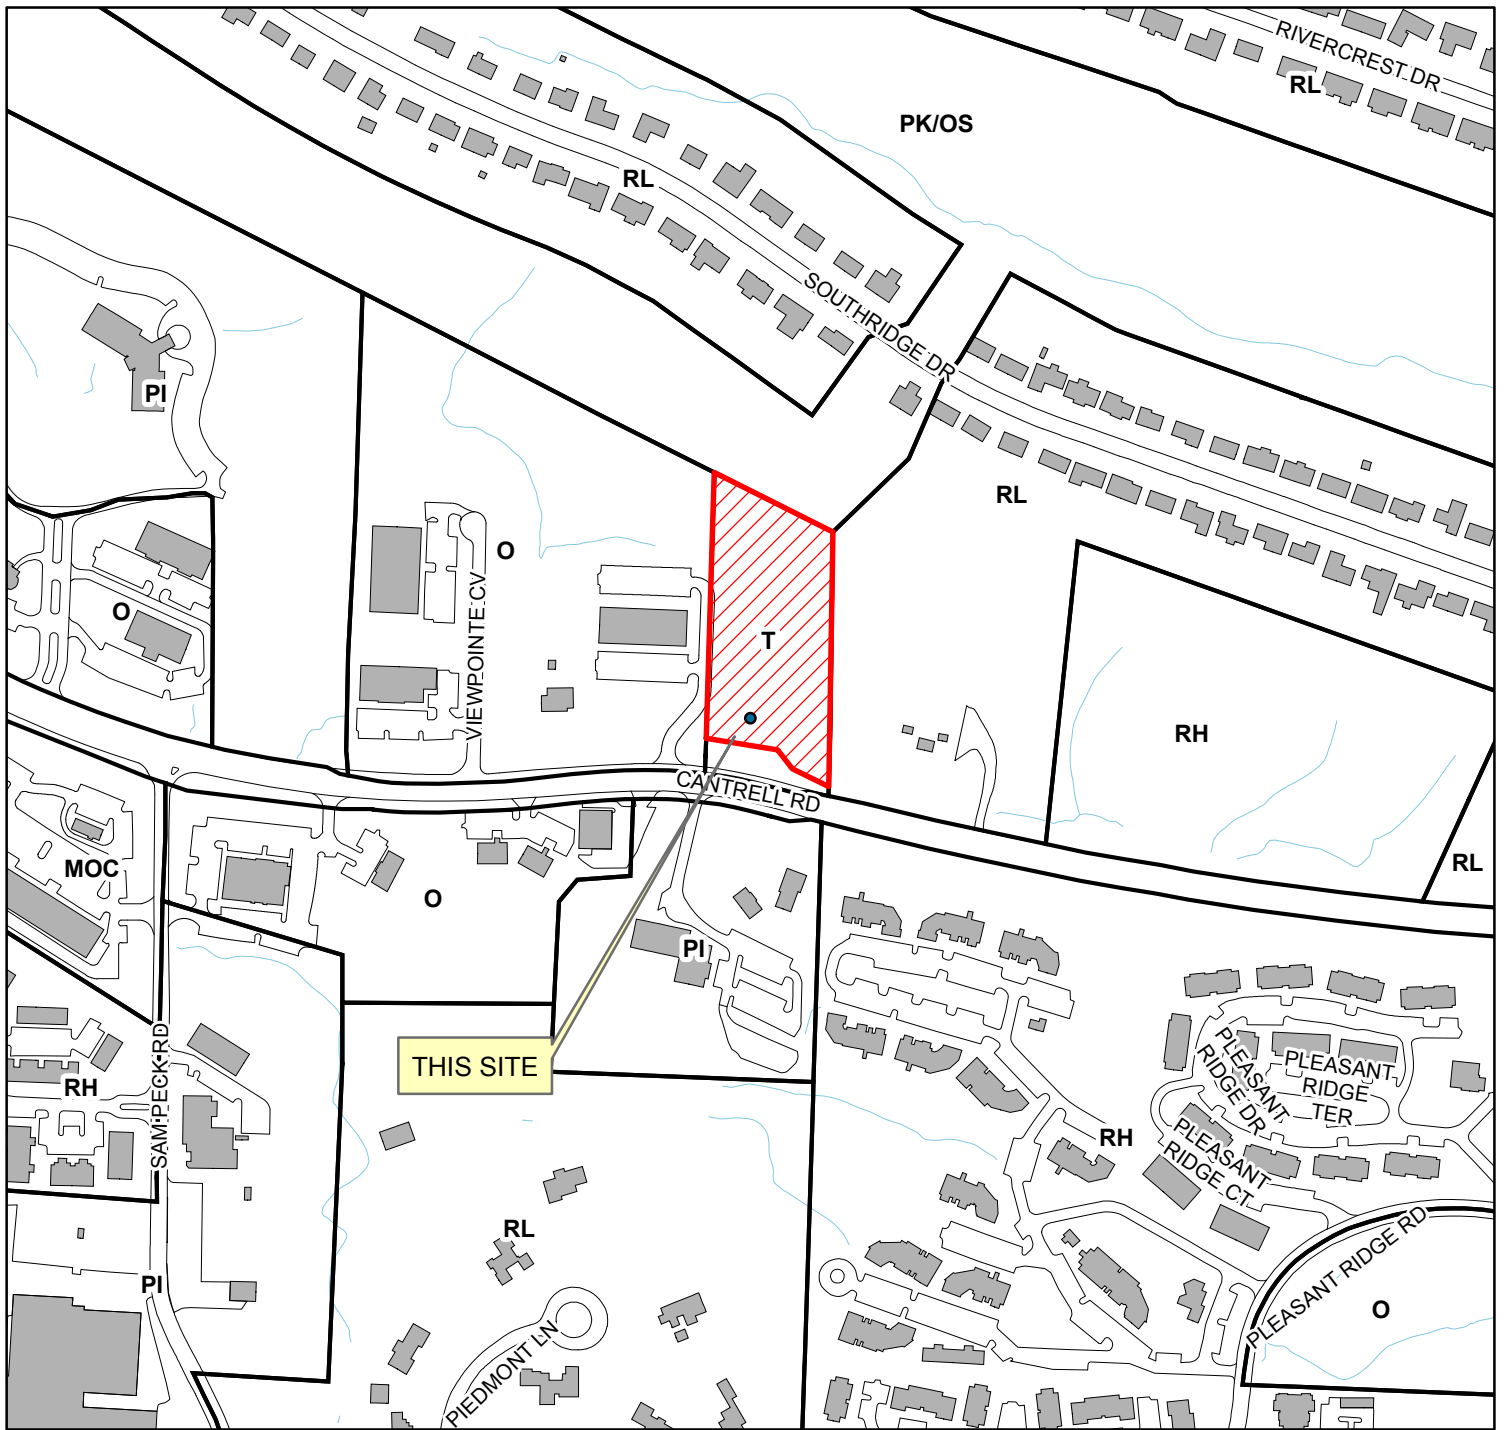 RIVERCREST DR
RL
PK/OS
RL
SOUTHRIDGE DR
PI
RL
O
VIEWPOINTE CV
O
T
RH
CANTRELL RD
MOC
RL
O
PI
THIS SITE
SAM PECK RD
RH
PLEASANT
RIDGE DR
PLEASANT
RIDGE
TER
PLEASANT
RIDGE CT
RH
RL
PI
PIEDMONT LN
PLEASANT RIDGE RD
O